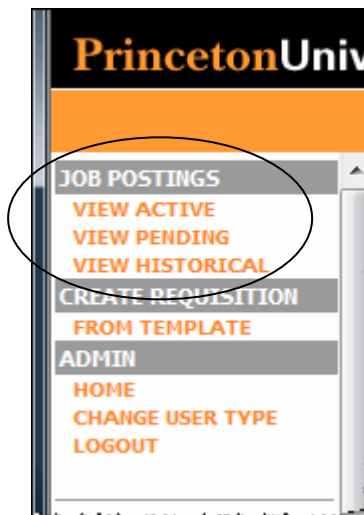 PrincetonUniv
JOB POSTINGS
VIEW ACTIVE
VIEW PENDING
VIEW HISTORICAL
CREATE REQUISITION
FROM TEMPLATE
ADMIN
HOME
CHANGE USER TYPE
LOGOUT